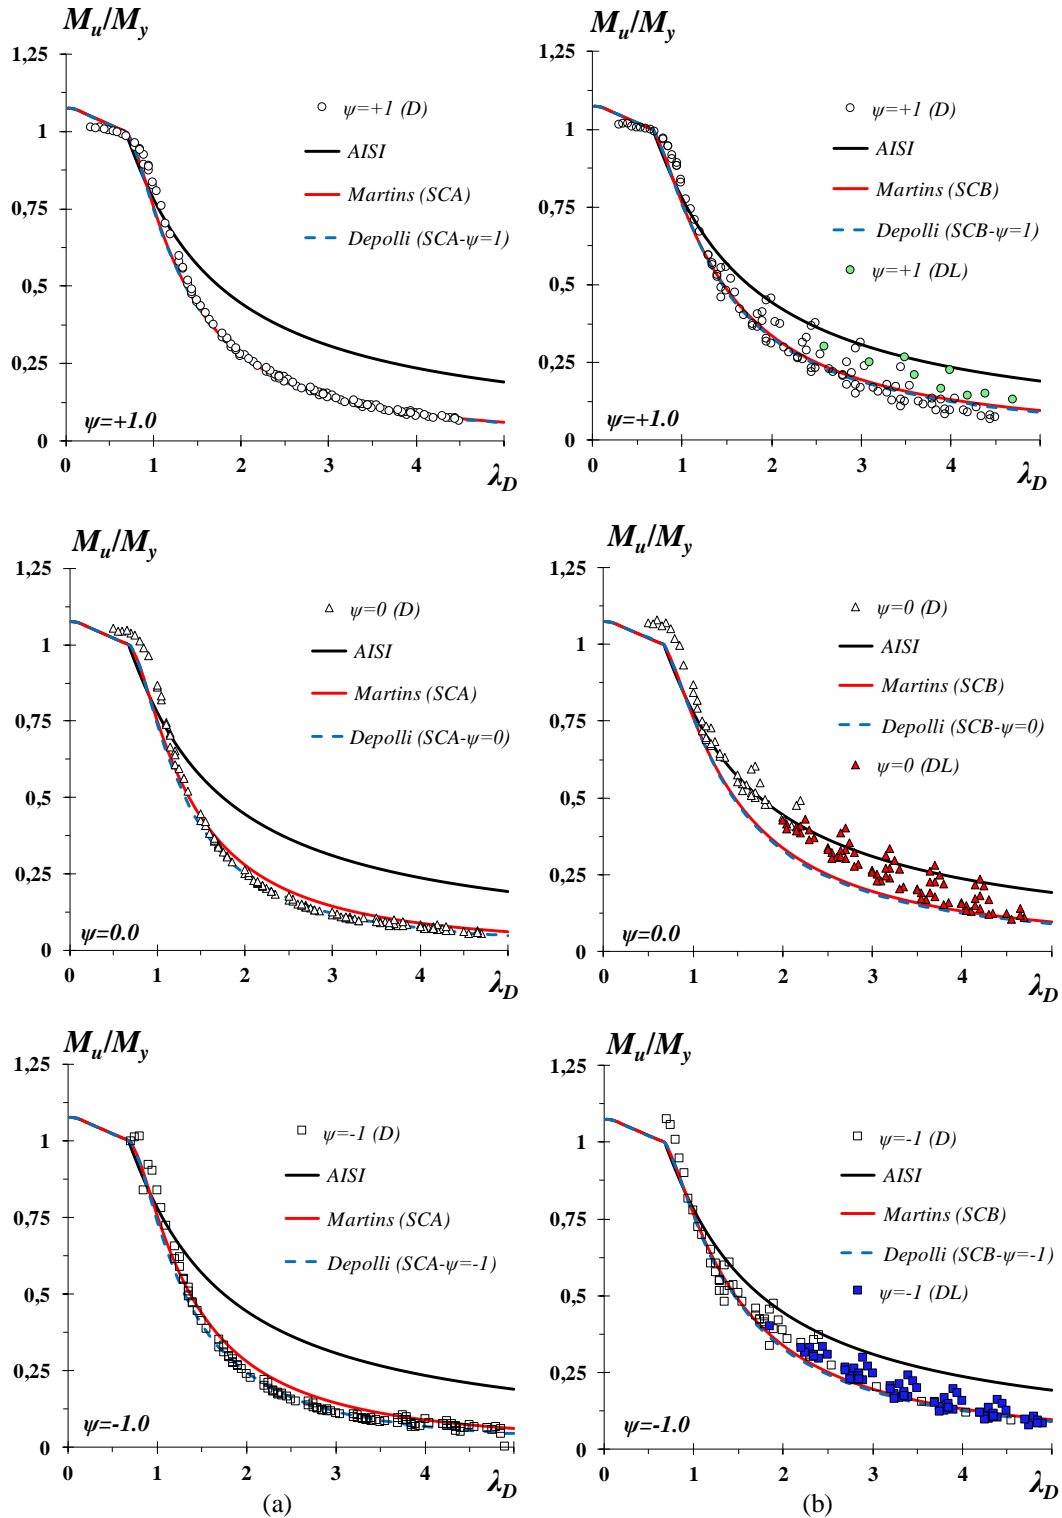 Mu/My
1,25
1
0,75
0,5
0,25
0
0 1 2 3 4
λD
ψ=+1 (D)
AISI
Martins (SCA)
Depolli (SCA-ψ=1)
ψ=+1.0
Mu/My
1,25
1
0,75
0,5
0,25
0
0 1 2 3 4
λD
ψ=+1 (D)
AISI
Martins (SCB)
Depolli (SCB-ψ=1)
ψ=+1 (DL)
ψ=+1.0
Mu/My
1,25
1
0,75
0,5
0,25
0
0 1 2 3 4
λD
ψ=0 (D)
AISI
Martins (SCA)
Depolli (SCA-ψ=0)
ψ=0.0
Mu/My
1,25
1
0,75
0,5
0,25
0
0 1 2 3 4
λD
ψ=0 (D)
AISI
Martins (SCB)
Depolli (SCB-ψ=0)
ψ=0 (DL)
ψ=0.0
Mu/My
1,25
1
0,75
0,5
0,25
0
0 1 2 3 4
λD
ψ=-1 (D)
AISI
Martins (SCA)
Depolli (SCA-ψ=-1)
ψ=-1.0
Mu/My
1,25
1
0,75
0,5
0,25
0
0 1 2 3 4
λD
ψ=-1 (D)
AISI
Martins (SCB)
Depolli (SCB-ψ=-1)
ψ=-1 (DL)
ψ=-1.0
(a)
(b)